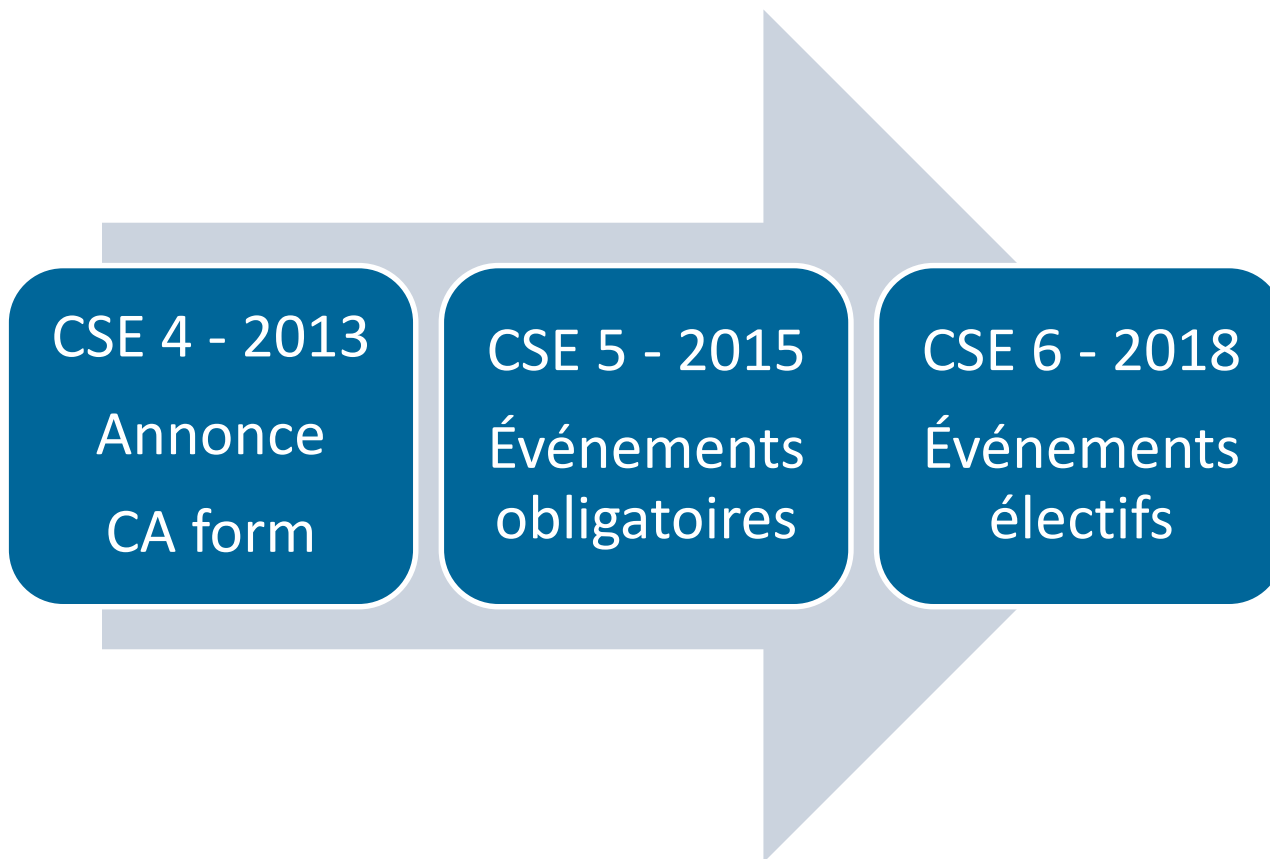 CSE 4 - 2013
Annonce
CA form
CSE 5 - 2015
Événements
obligatoires
CSE 6 - 2018
Événements
électifs